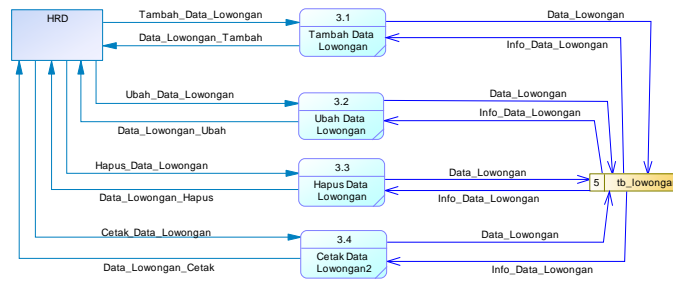 HRD
Tambah_Data_Lowongan
Data_Lowongan_Tambah
3.1
Tambah Data
Lowongan
Data_Lowongan
Info_Data_Lowongan
Ubah_Data_Lowongan
Data_Lowongan_Ubah
3.2
Ubah Data
Lowongan
Data_Lowongan
Info_Data_Lowongan
Hapus_Data_Lowongan
Data_Lowongan_Hapus
3.3
Hapus Data
Lowongan
Data_Lowongan
Info_Data_Lowongan
5 tb_lowongan
Cetak_Data_Lowongan
Data_Lowongan_Cetak
3.4
Cetak Data
Lowongan2
Data_Lowongan
Info_Data_Lowongan